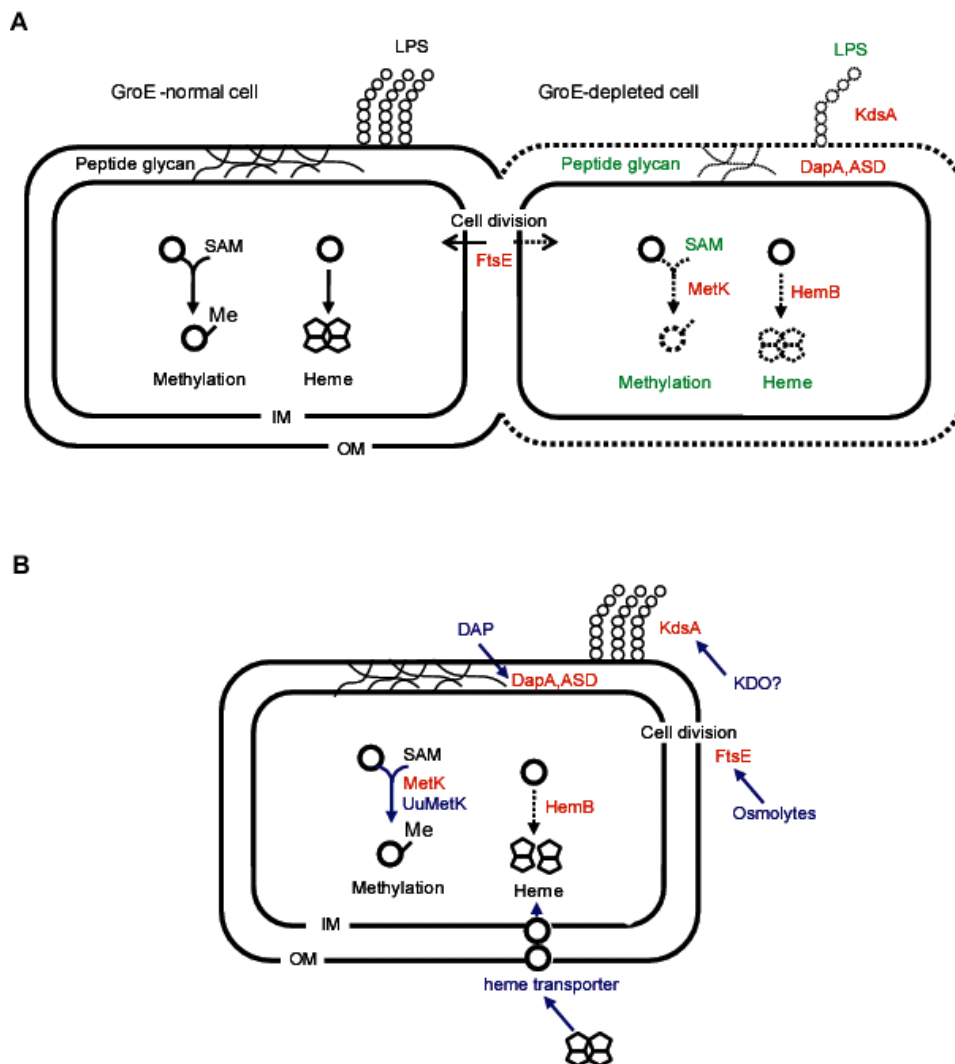 A
LPS
GroE -normal cell
Peptide glycan
SAM
Me
Methylation
Heme
IM
OM
Cell division
FtsE
LPS
GroE-depleted cell
KdsA
Peptide glycan
DapA,ASD
SAM
MetK
HemB
Methylation
Heme
B
DAP
KdsA
DapA,ASD
KDO?
Cell division
FtsE
SAM
MetK
UuMetK
HemB
Osmolytes
Me
Methylation
Heme
IM
OM
heme transporter